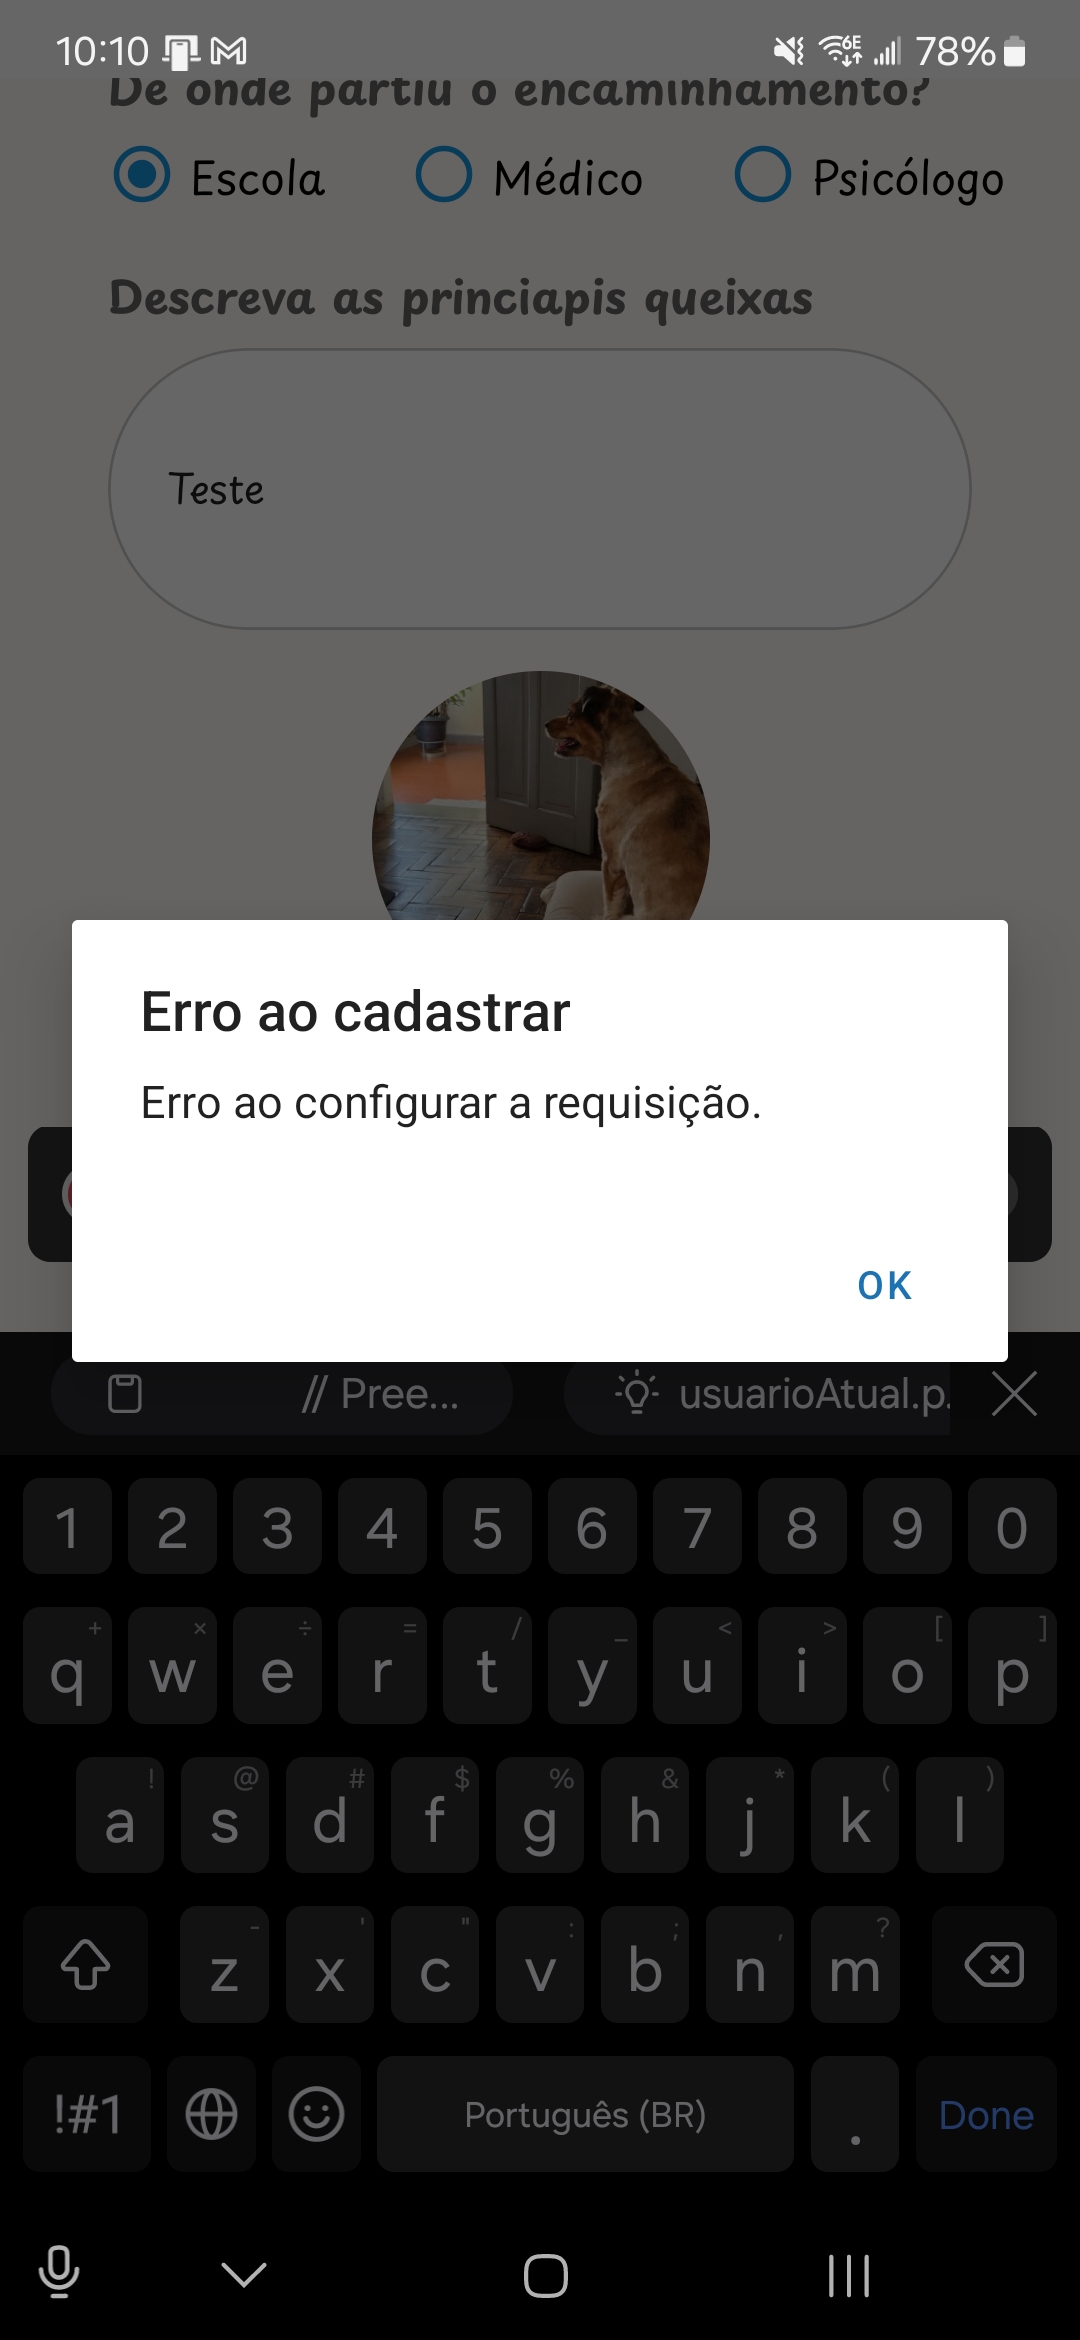 10:10 6E 78%
De onde partiu o encaminhamento?
Escola Médico Psicólogo
Descreva as princiapis queixas
Teste
Erro ao cadastrar
Erro ao configurar a requisição.
OK
// Pree... usuarioAtual.p.
1 2 3 4 5 6 7 8 9 0
+ × ÷ = / _ < > [ ]
q w e r t y u i o p
! @ # $ % & * ( )
a s d f g h j k l
- ' " : ; , ?
z x c v b n m
!#1 Português (BR) . Done